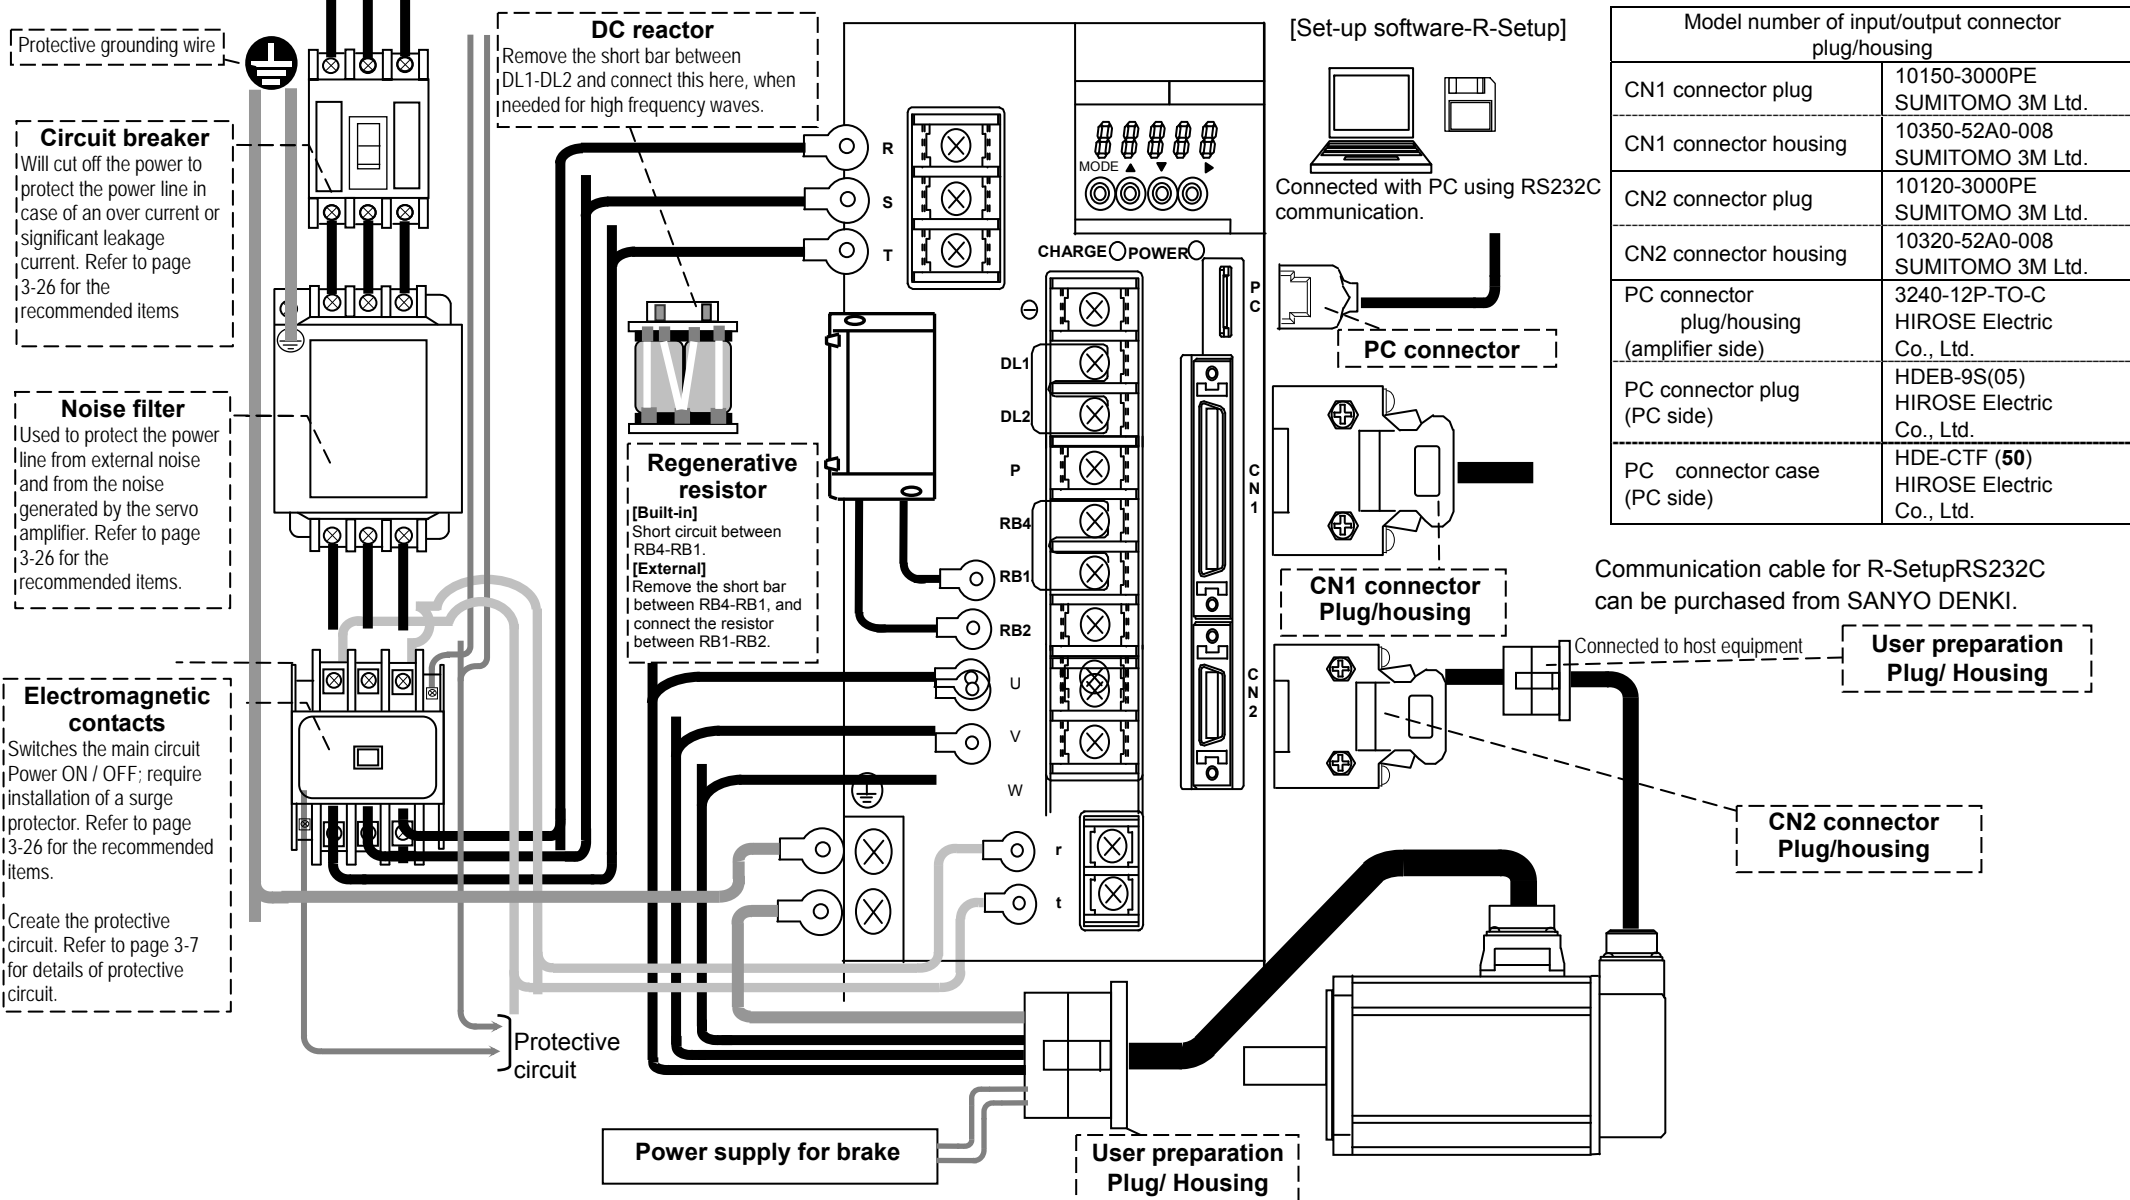 Protective grounding wire
Circuit breaker
Will cut off the power to
protect the power line in
case of an over current or
significant leakage
current. Refer to page
3-26 for the
recommended items
Noise filter
Used to protect the power
line from external noise
and from the noise
generated by the servo
amplifier. Refer to page
3-26 for the
recommended items.
Electromagnetic
contacts
Switches the main circuit
Power ON / OFF; require
installation of a surge
protector. Refer to page
3-26 for the recommended
items.
Create the protective
circuit. Refer to page 3-7
for details of protective
circuit.
DC reactor
Remove the short bar between
DL1-DL2 and connect this here, when
needed for high frequency waves.
Regenerative
resistor
[Built-in]
Short circuit between
RB4-RB1.
[External]
Remove the short bar
between RB4-RB1, and
connect the resistor
between RB1-RB2.
Protective
circuit
Power supply for brake
User preparation
Plug/ Housing
R
S
T
MODE ▲ ▼ ▶
CHARGE POWER
⊖
DL1
DL2
P
RB4
RB1
RB2
U
V
W
r
t
PC
CN1
CN2
[Set-up software-R-Setup]
Connected with PC using RS232C
communication.
PC connector
CN1 connector
Plug/housing
Connected to host equipment
User preparation
Plug/ Housing
CN2 connector
Plug/housing
Model number of input/output connector
plug/housing
CN1 connector plug
10150-3000PE
SUMITOMO 3M Ltd.
CN1 connector housing
10350-52A0-008
SUMITOMO 3M Ltd.
CN2 connector plug
10120-3000PE
SUMITOMO 3M Ltd.
CN2 connector housing
10320-52A0-008
SUMITOMO 3M Ltd.
PC connector
plug/housing
(amplifier side)
3240-12P-TO-C
HIROSE Electric
Co., Ltd.
PC connector plug
(PC side)
HDEB-9S(05)
HIROSE Electric
Co., Ltd.
PC connector case
(PC side)
HDE-CTF (50)
HIROSE Electric
Co., Ltd.
Communication cable for R-SetupRS232C
can be purchased from SANYO DENKI.